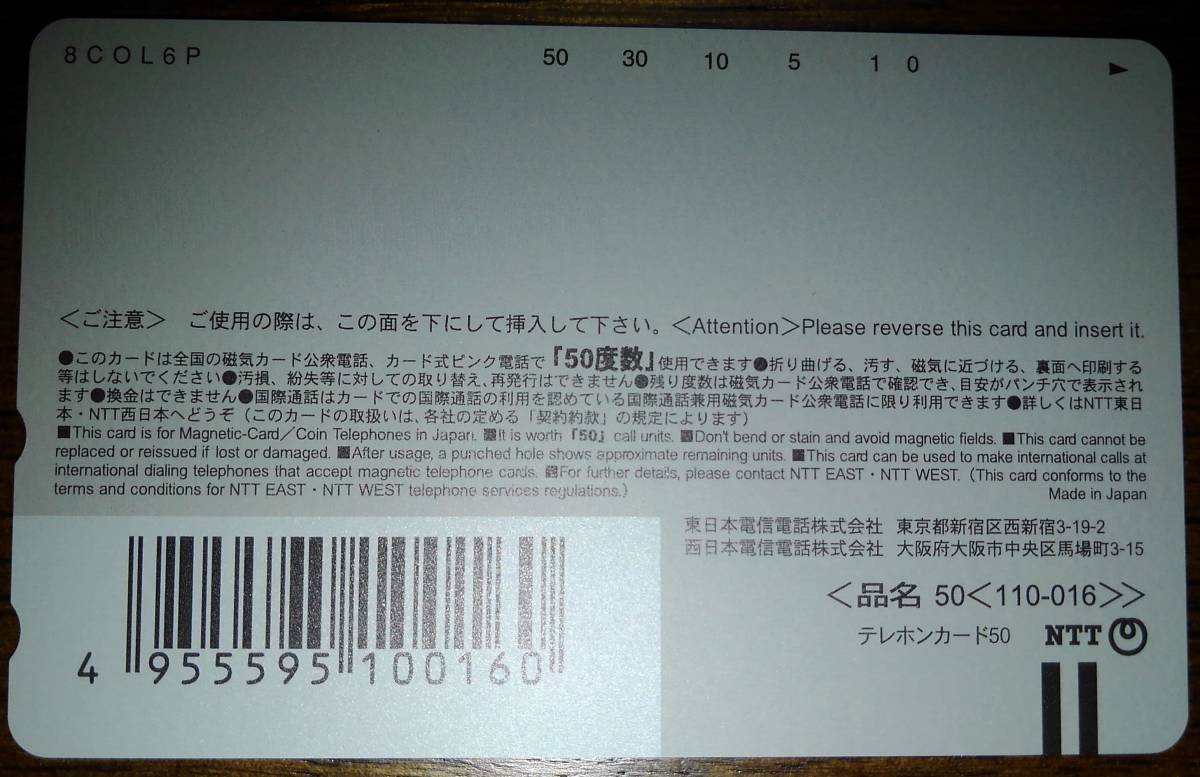 8COL6P 50 30 10 5 1 0 ►
＜ご注意＞ ご使用の際は、この面を下にして挿入して下さい。＜Attention＞Please reverse this card and insert it.
●このカードは全国の磁気カード公衆電話、カード式ピンク電話で『50度数』使用できます●折り曲げる、汚す、磁気に近づける、裏面へ印刷する
等はしないでください●汚損、紛失等に対しての取り替え、再発行はできません●残り度数は磁気カード公衆電話で確認でき、目安がパンチ穴で表示され
ます●換金はできません●国際通話はカードでの国際通話の利用を認めている国際通話兼用磁気カード公衆電話に限り利用できます●詳しくはNTT東日
本・NTT西日本へどうぞ（このカードの取扱いは、各社の定める「契約約款」の規定によります）
■This card is for Magnetic-Card／Coin Telephones in Japan. ■It is worth『50』call units. ■Don't bend or stain and avoid magnetic fields. ■This card cannot be
replaced or reissued if lost or damaged. ■After usage, a punched hole shows approximate remaining units. ■This card can be used to make international calls at
international dialing telephones that accept magnetic telephone cards. ■For further details, please contact NTT EAST・NTT WEST. (This card conforms to the
terms and conditions for NTT EAST・NTT WEST telephone services regulations.) Made in Japan
東日本電信電話株式会社 東京都新宿区西新宿3-19-2
西日本電信電話株式会社 大阪府大阪市中央区馬場町3-15
＜品名 50＜110-016＞＞
テレホンカード50 NTT
4 955595 100160